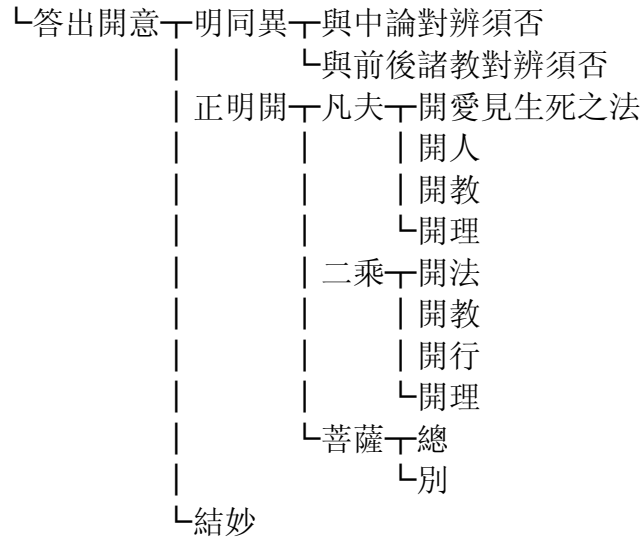 └答出開意┬明同異┬與中論對辨須否
│ └與前後諸教對辨須否
正明開┬凡夫┬開愛見生死之法
│ │ │開人
│ │ │開教
│ │ └開理
│ 二乘┬開法
│ │ │開教
│ │ │開行
│ │ └開理
│ └菩薩┬總
│ └別
└結妙